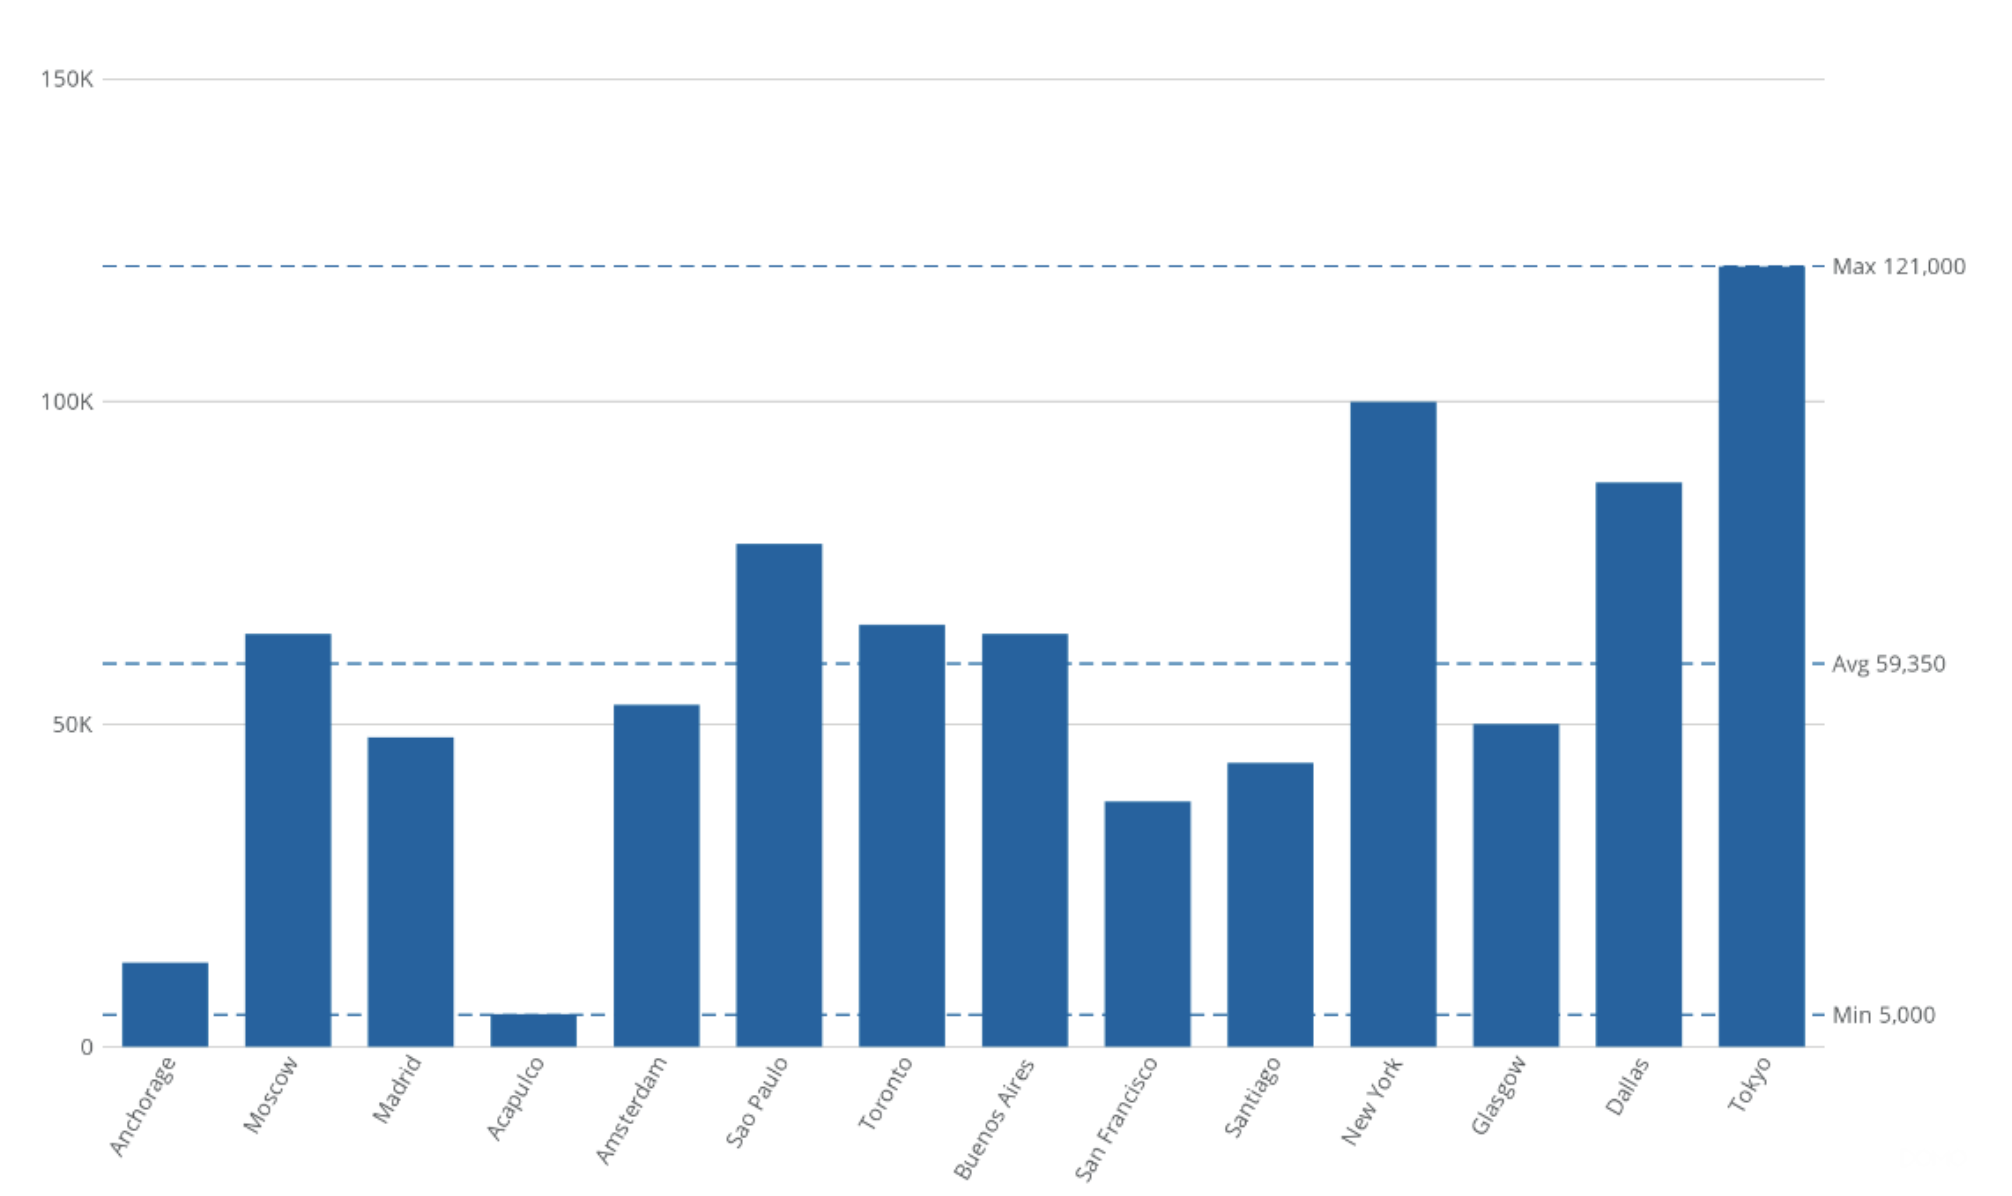 150K
Max 121,000
100K
Avg 59,350
50K
Min 5,000
0
Anchorage
Moscow
Madrid
Acapulco
Amsterdam
Sao Paulo
Toronto
Buenos Aires
San Francisco
Santiago
New York
Glasgow
Dallas
Tokyo